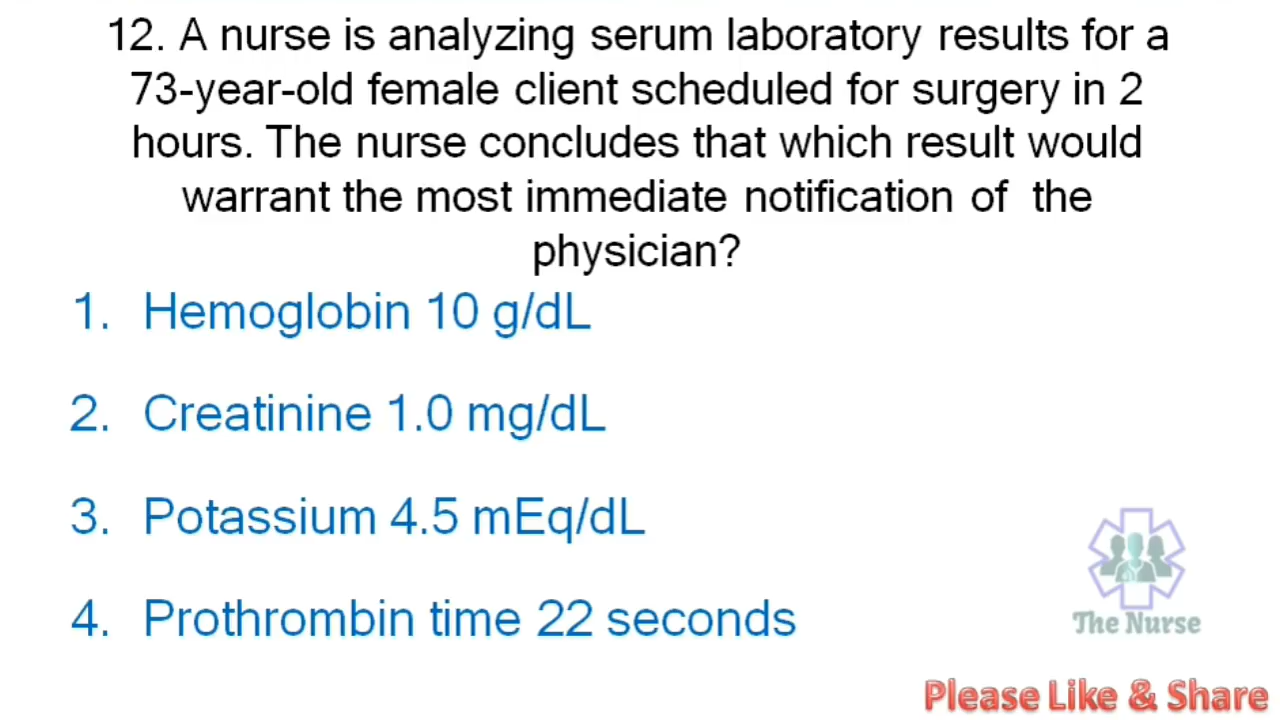 12. A nurse is analyzing serum laboratory results for a
73-year-old female client scheduled for surgery in 2
hours. The nurse concludes that which result would
warrant the most immediate notification of the
physician?
1. Hemoglobin 10 g/dL
2. Creatinine 1.0 mg/dL
3. Potassium 4.5 mEq/dL
4. Prothrombin time 22 seconds
The Nurse
Please Like & Share